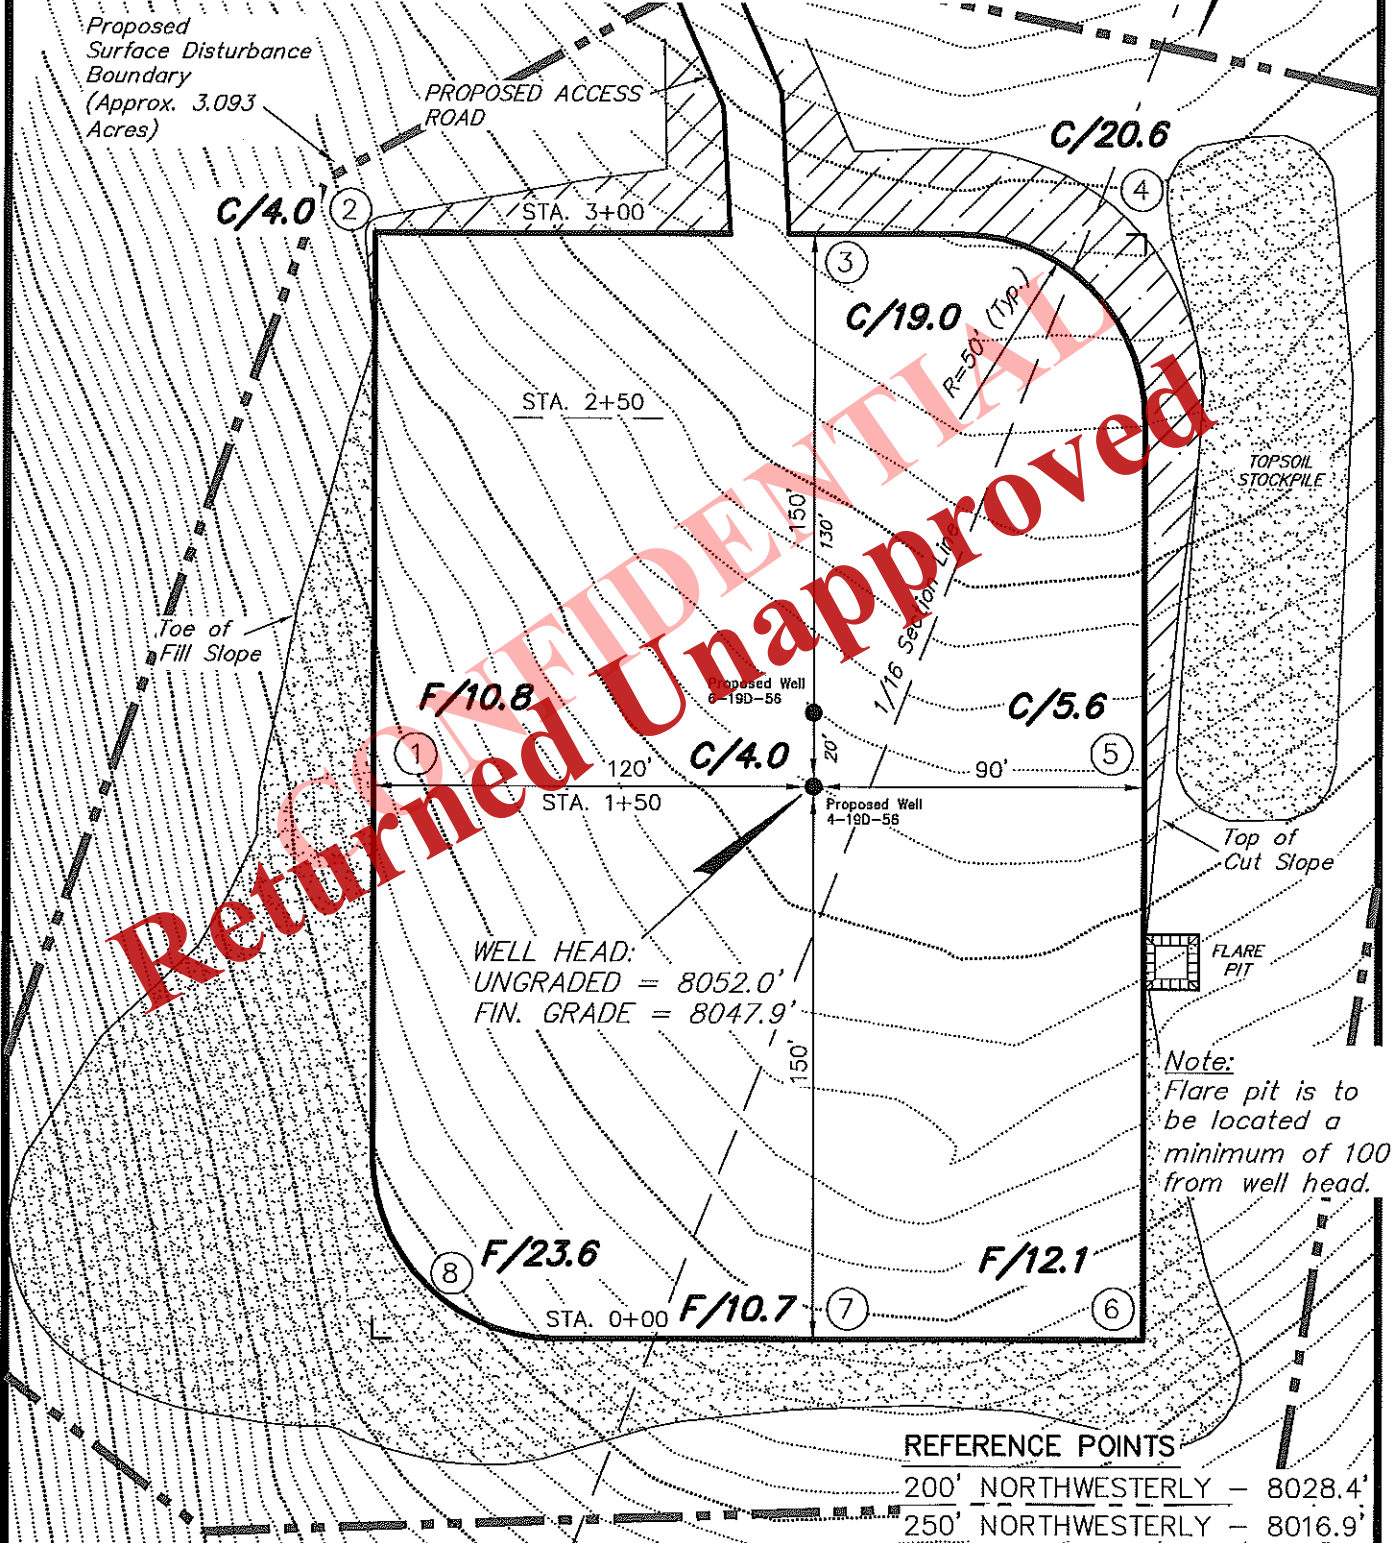 Proposed
Surface Disturbance
Boundary
(Approx. 3.093
Acres)
PROPOSED ACCESS
ROAD
C/20.6
4
C/4.0
2
STA. 3+00
3
C/19.0
R=50' (Typ.)
STA. 2+50
TOPSOIL
STOCKPILE
150'
130'
1/16 Section Line
CONFIDENTIAL
Returned Unapproved
Toe of
Fill Slope
F/10.8
Proposed Well
6-19D-56
C/5.6
1
120'
C/4.0
20'
90'
5
STA. 1+50
Proposed Well
4-19D-56
Top of
Cut Slope
WELL HEAD:
UNGRADED = 8052.0'
FIN. GRADE = 8047.9'
FLARE
PIT
150'
Note:
Flare pit is to
be located a
minimum of 100
from well head.
8
F/23.6
F/12.1
STA. 0+00
F/10.7
7
6
REFERENCE POINTS
200' NORTHWESTERLY - 8028.4'
250' NORTHWESTERLY - 8016.9'